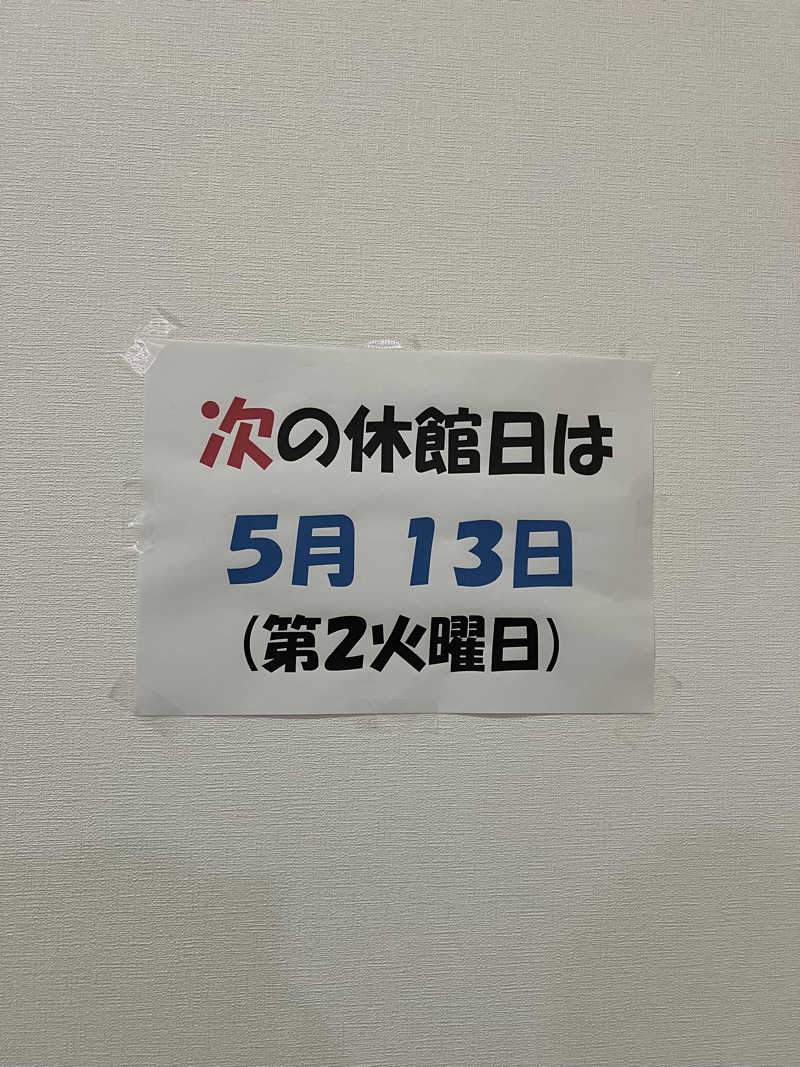 次の休館日は
5月 13日
(第2火曜日)